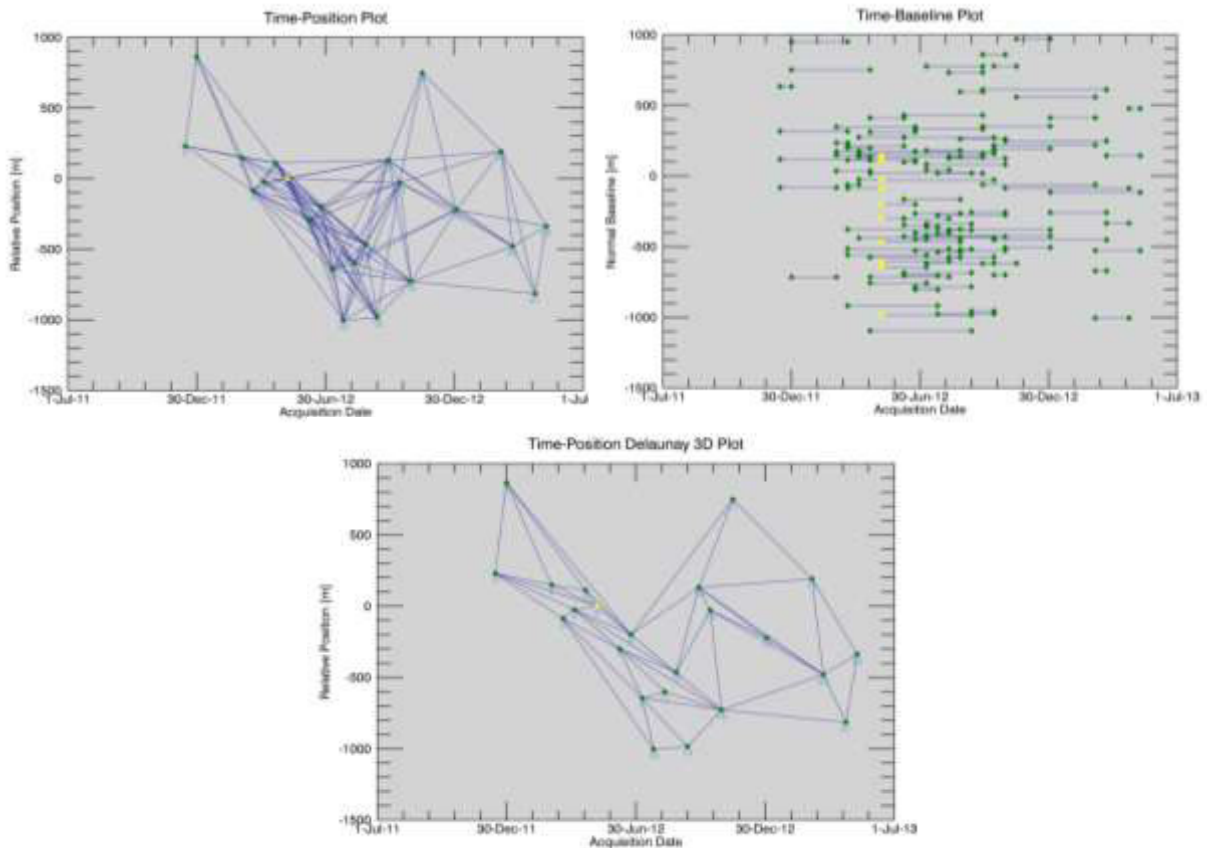 Time-Position Plot
1000
500
0
-500
-1000
-1500
Relative Position [m]
1-Jul-11
30-Dec-11
30-Jun-12
30-Dec-12
1-Jul
Acquisition Date
Time-Baseline Plot
1000
500
0
-500
-1000
-1500
Normal Baseline [m]
1-Jul-11
30-Dec-11
30-Jun-12
30-Dec-12
1-Jul-13
Acquisition Date
Time-Position Delaunay 3D Plot
1000
500
0
-500
-1000
-1500
Relative Position [m]
1-Jul-11
30-Dec-11
30-Jun-12
30-Dec-12
1-Jul-13
Acquisition Date